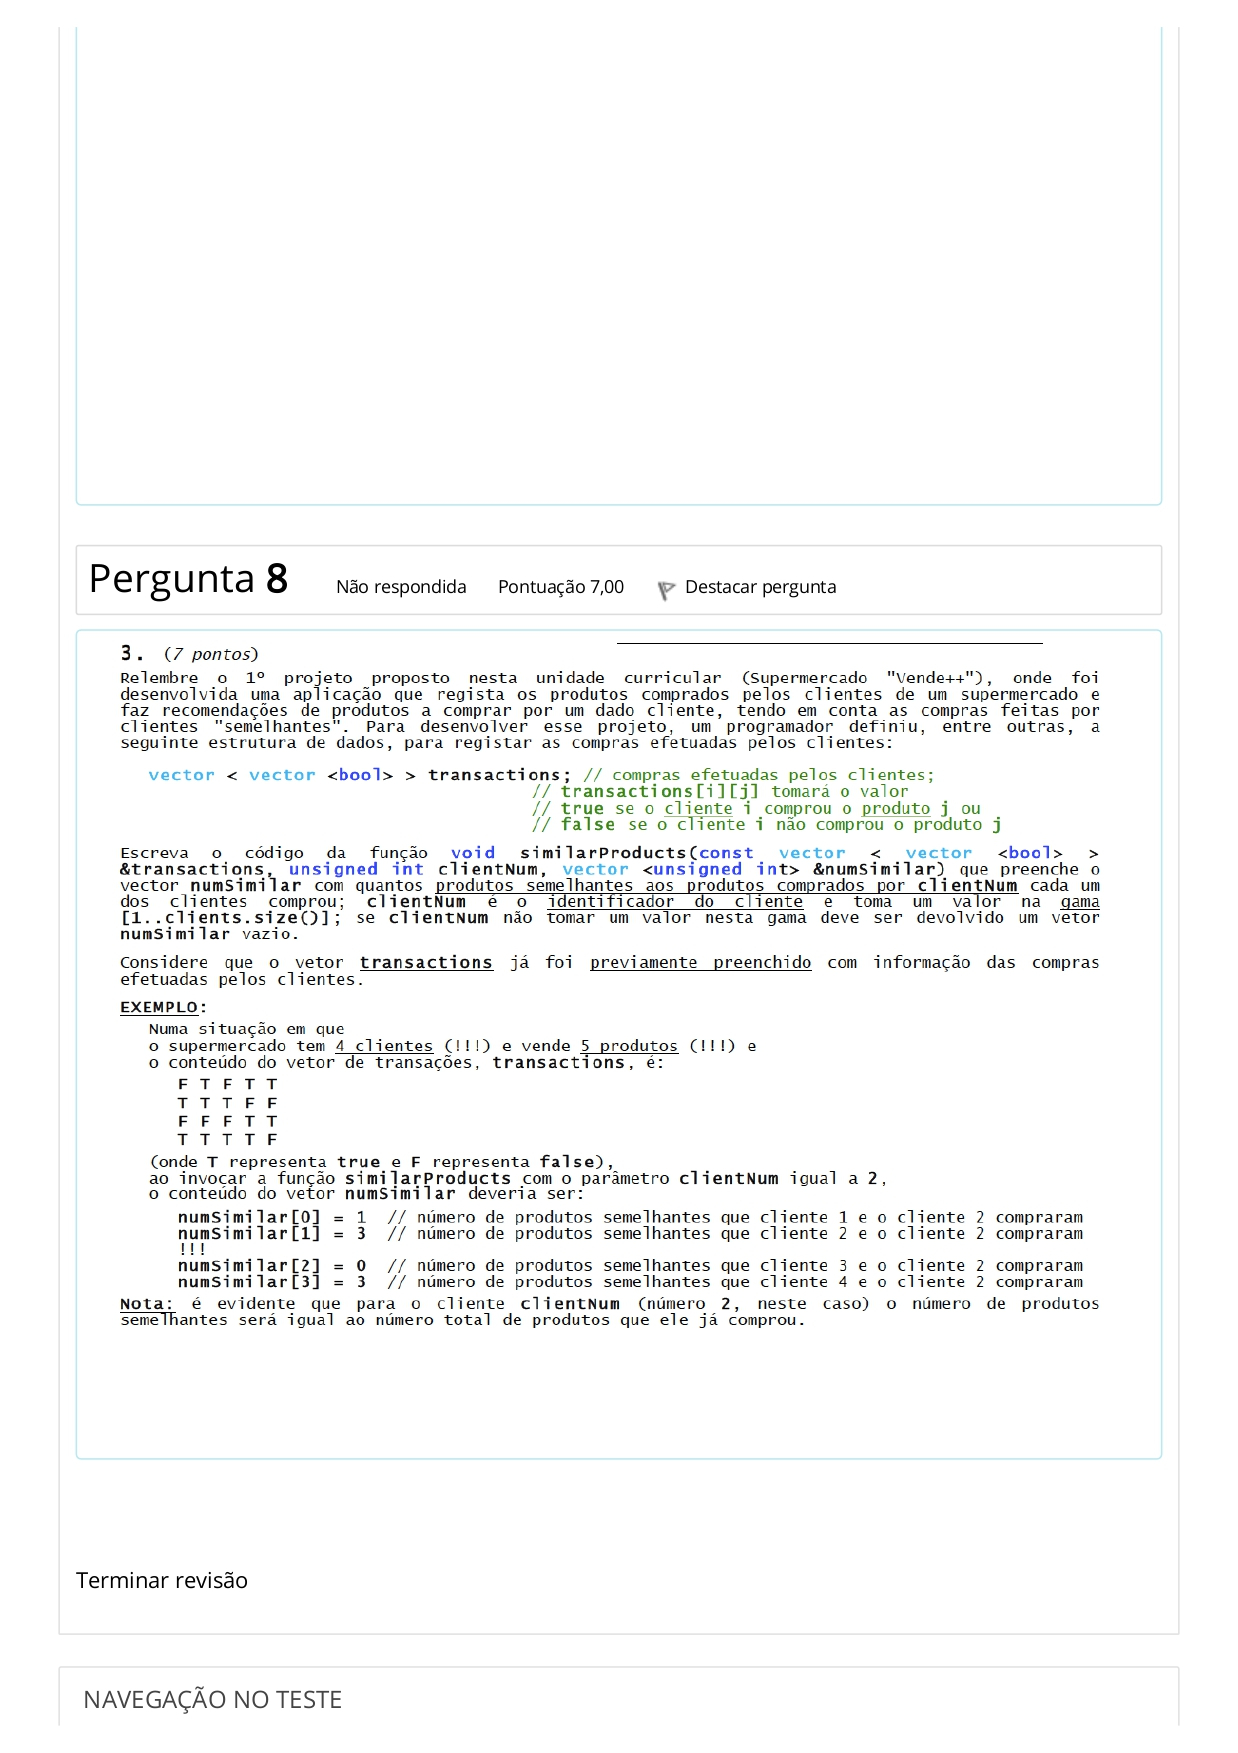 Pergunta 8 Não respondida Pontuação 7,00 Destacar pergunta
3. (7 pontos)
Relembre o 1º projeto proposto nesta unidade curricular (Supermercado "Vende++"), onde foi
desenvolvida uma aplicação que regista os produtos comprados pelos clientes de um supermercado e
faz recomendações de produtos a comprar por um dado cliente, tendo em conta as compras feitas por
clientes "semelhantes". Para desenvolver esse projeto, um programador definiu, entre outras, a
seguinte estrutura de dados, para registar as compras efetuadas pelos clientes:
vector < vector <bool> > transactions; // compras efetuadas pelos clientes;
// transactions[i][j] tomará o valor
// true se o cliente i comprou o produto j ou
// false se o cliente i não comprou o produto j
Escreva o código da função void similarProducts(const vector < vector <bool> >
&transactions, unsigned int clientNum, vector <unsigned int> &numSimilar) que preenche o
vector numSimilar com quantos produtos semelhantes aos produtos comprados por clientNum cada um
dos clientes comprou; clientNum é o identificador do cliente e toma um valor na gama
[1..clients.size()]; se clientNum não tomar um valor nesta gama deve ser devolvido um vetor
numSimilar vazio.
Considere que o vetor transactions já foi previamente preenchido com informação das compras
efetuadas pelos clientes.
EXEMPLO:
Numa situação em que
o supermercado tem 4 clientes (!!!) e vende 5 produtos (!!!) e
o conteúdo do vetor de transações, transactions, é:
F T F T T
T T T F F
F F F T T
T T T T F
(onde T representa true e F representa false),
ao invocar a função similarProducts com o parâmetro clientNum igual a 2,
o conteúdo do vetor numSimilar deveria ser:
numSimilar[0] = 1 // número de produtos semelhantes que cliente 1 e o cliente 2 compraram
numSimilar[1] = 3 // número de produtos semelhantes que cliente 2 e o cliente 2 compraram
!!!
numSimilar[2] = 0 // número de produtos semelhantes que cliente 3 e o cliente 2 compraram
numSimilar[3] = 3 // número de produtos semelhantes que cliente 4 e o cliente 2 compraram
Nota: é evidente que para o cliente clientNum (número 2, neste caso) o número de produtos
semelhantes será igual ao número total de produtos que ele já comprou.
Terminar revisão
NAVEGAÇÃO NO TESTE